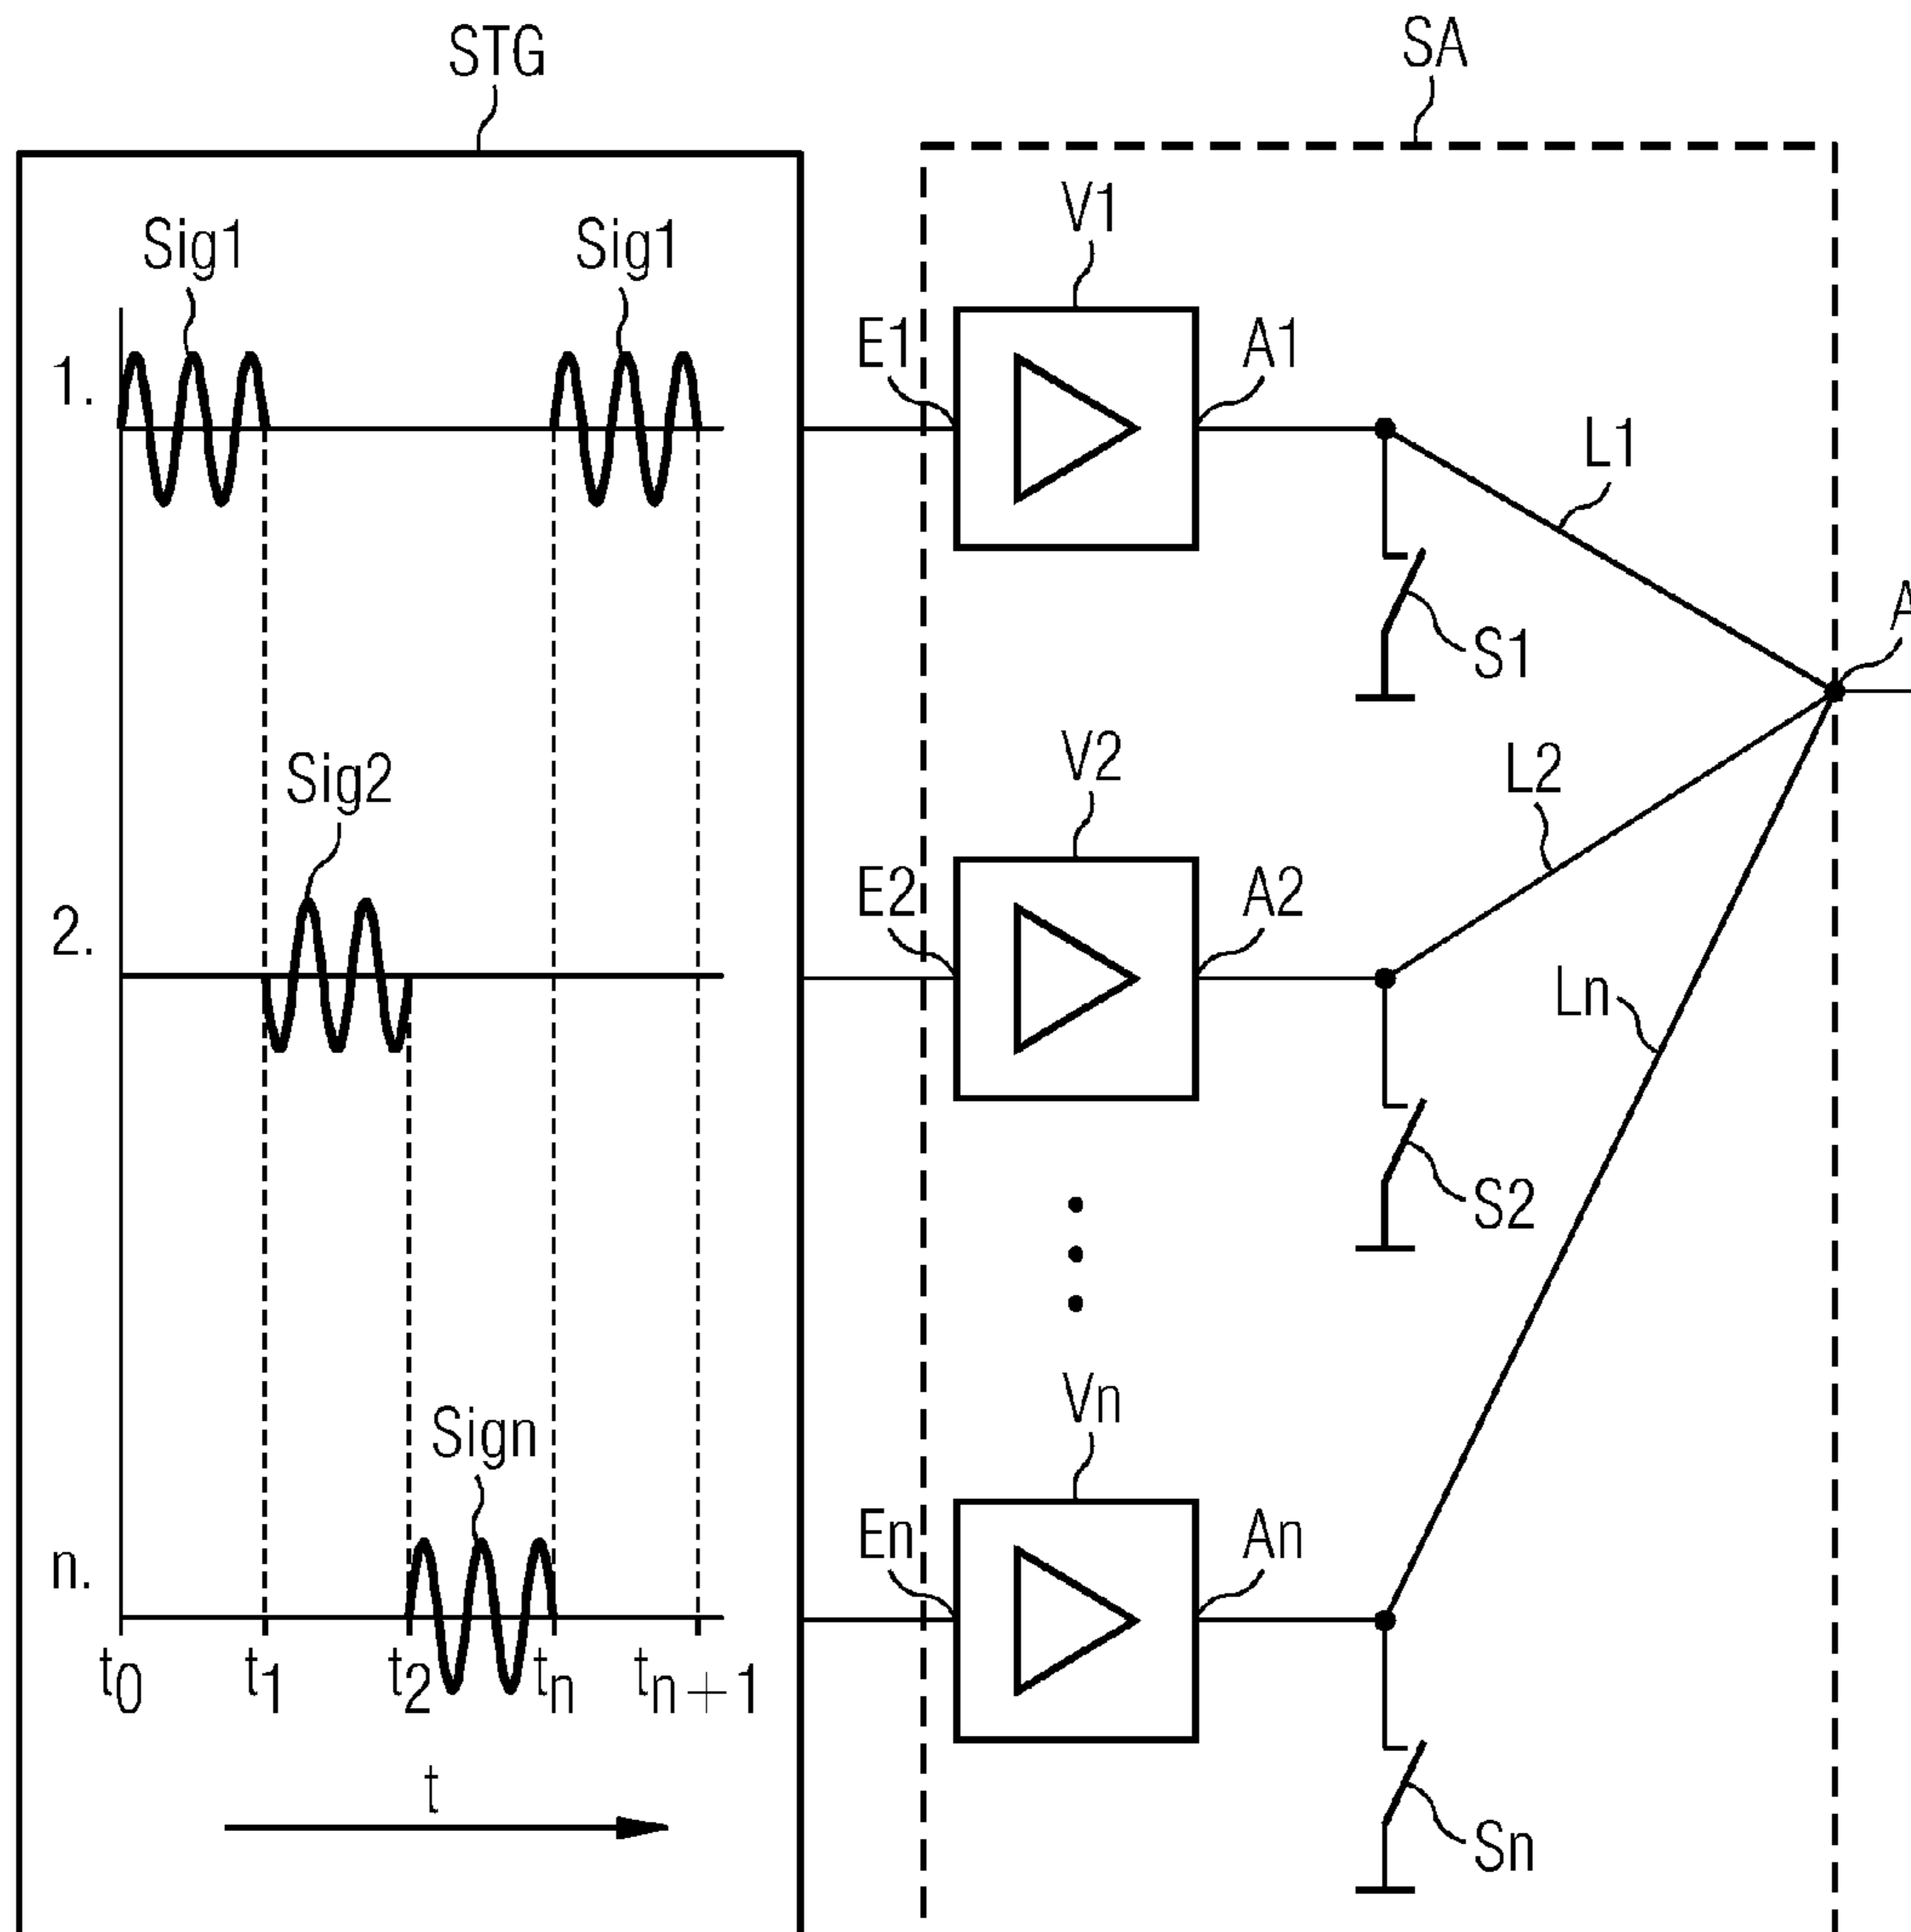 STG
SA
Sig1
Sig1
V1
1.
E1
A1
L1
S1
A
V2
Sig2
L2
E2
A2
2.
Ln
S2
Vn
Sign
En
An
n.
t0
t1
t2
tn
tn+1
t
Sn